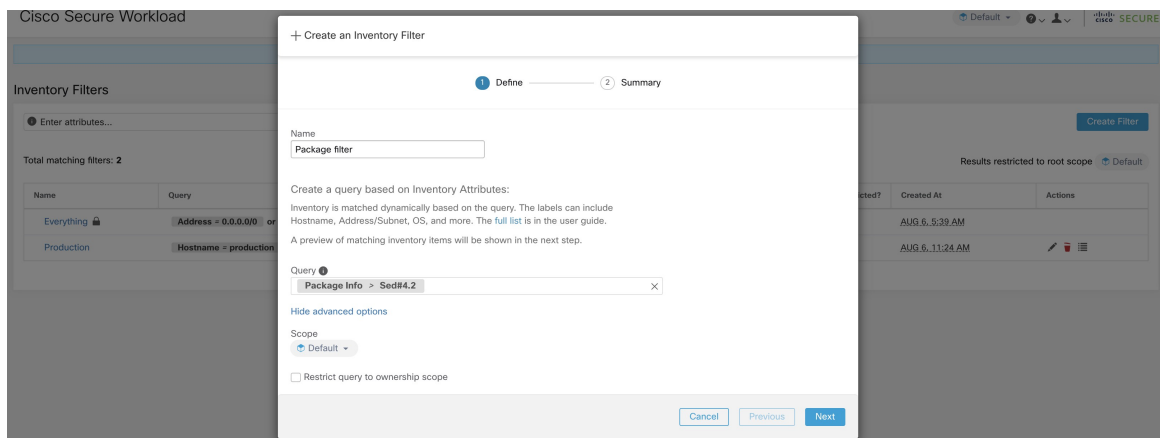 Cisco Secure Workload
Default
CISCO SECURE
+ Create an Inventory Filter
1 Define
2 Summary
Inventory Filters
Enter attributes...
Create Filter
Name
Package filter
Total matching filters: 2
Results restricted to root scope Default
Create a query based on Inventory Attributes:
Inventory is matched dynamically based on the query. The labels can include
Hostname, Address/Subnet, OS, and more. The full list is in the user guide.
A preview of matching inventory items will be shown in the next step.
Name Query icted? Created At Actions
Everything Address = 0.0.0.0/0 or AUG 6, 5:39 AM
Production Hostname = production AUG 6, 11:24 AM
Query
Package Info > Sed#4.2
Hide advanced options
Scope
Default
Restrict query to ownership scope
Cancel Previous Next